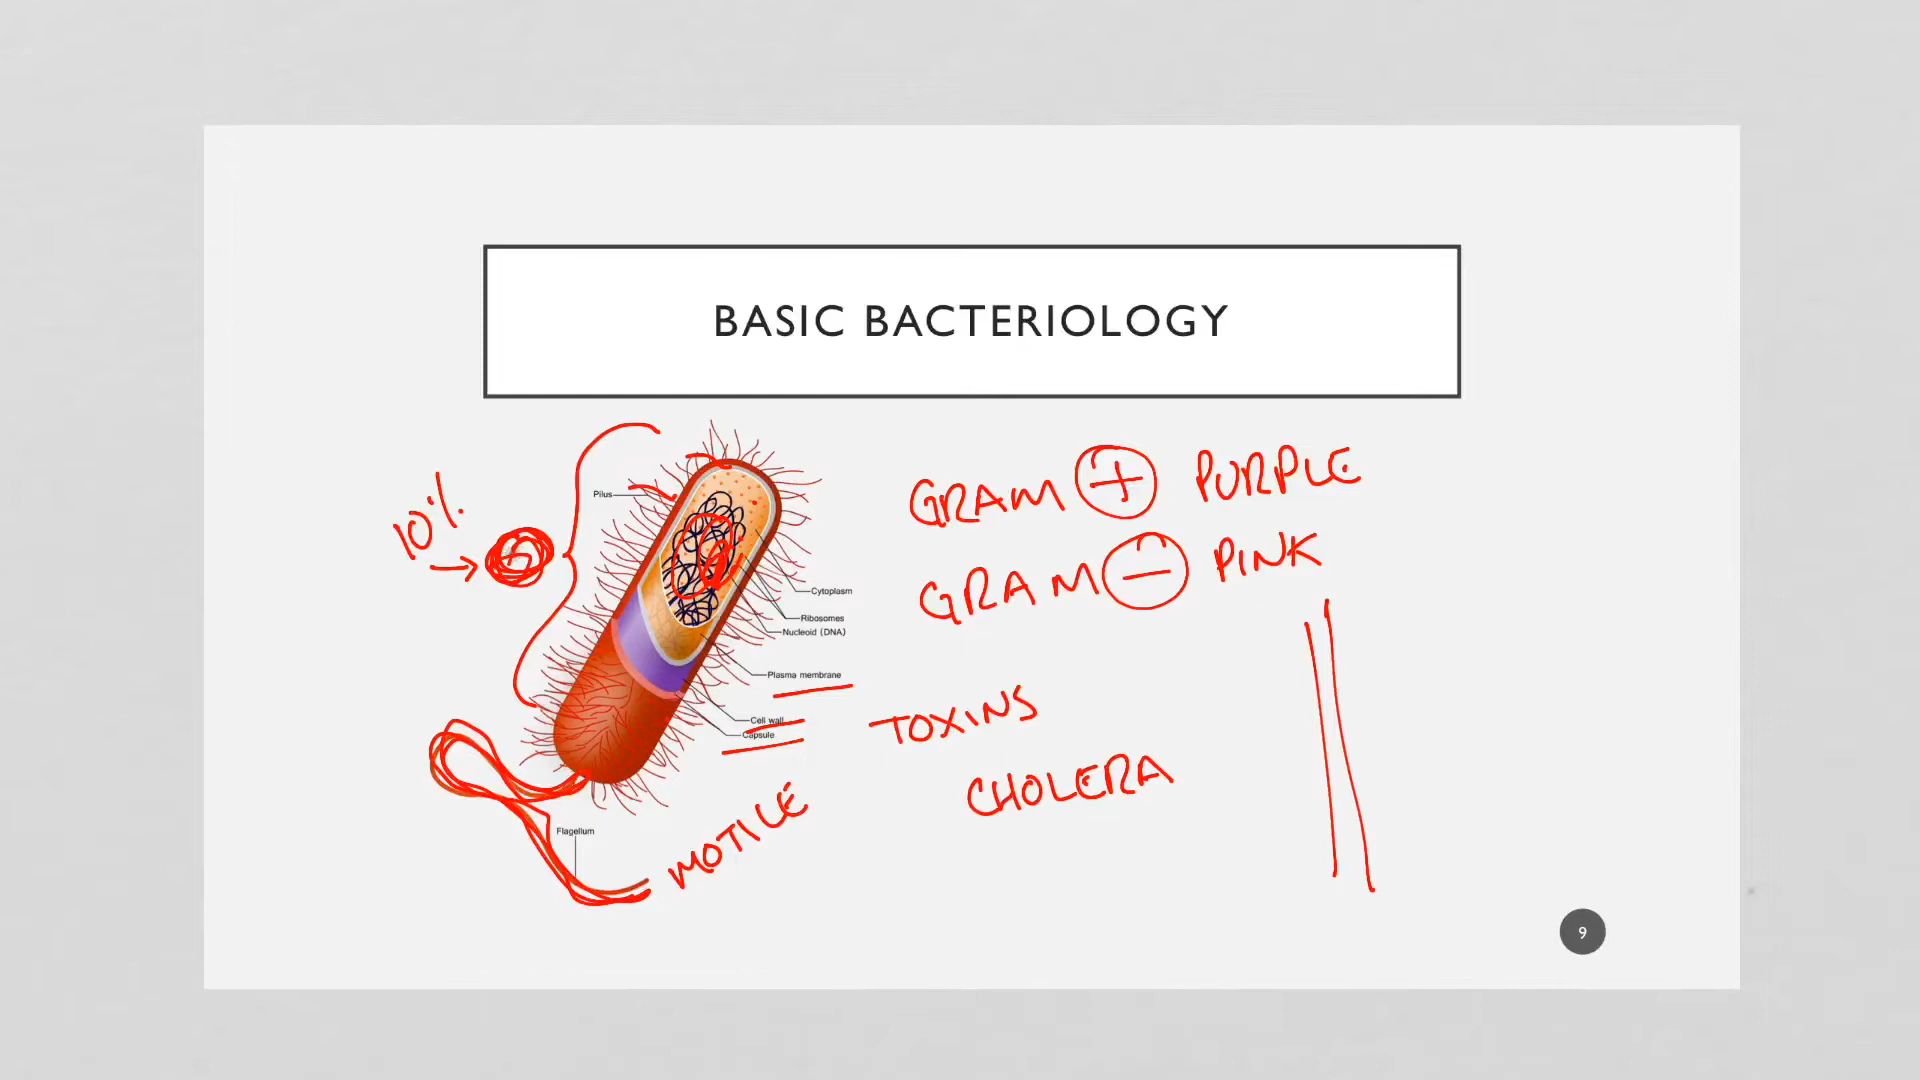 BASIC BACTERIOLOGY
10%
Pilus
GRAM + PURPLE
GRAM - PINK
Cytoplasm
Ribosomes
Nucleoid (DNA)
Plasma membrane
Cell wall
Capsule
TOXINS
CHOLERA
Flagellum
MOTILE
9